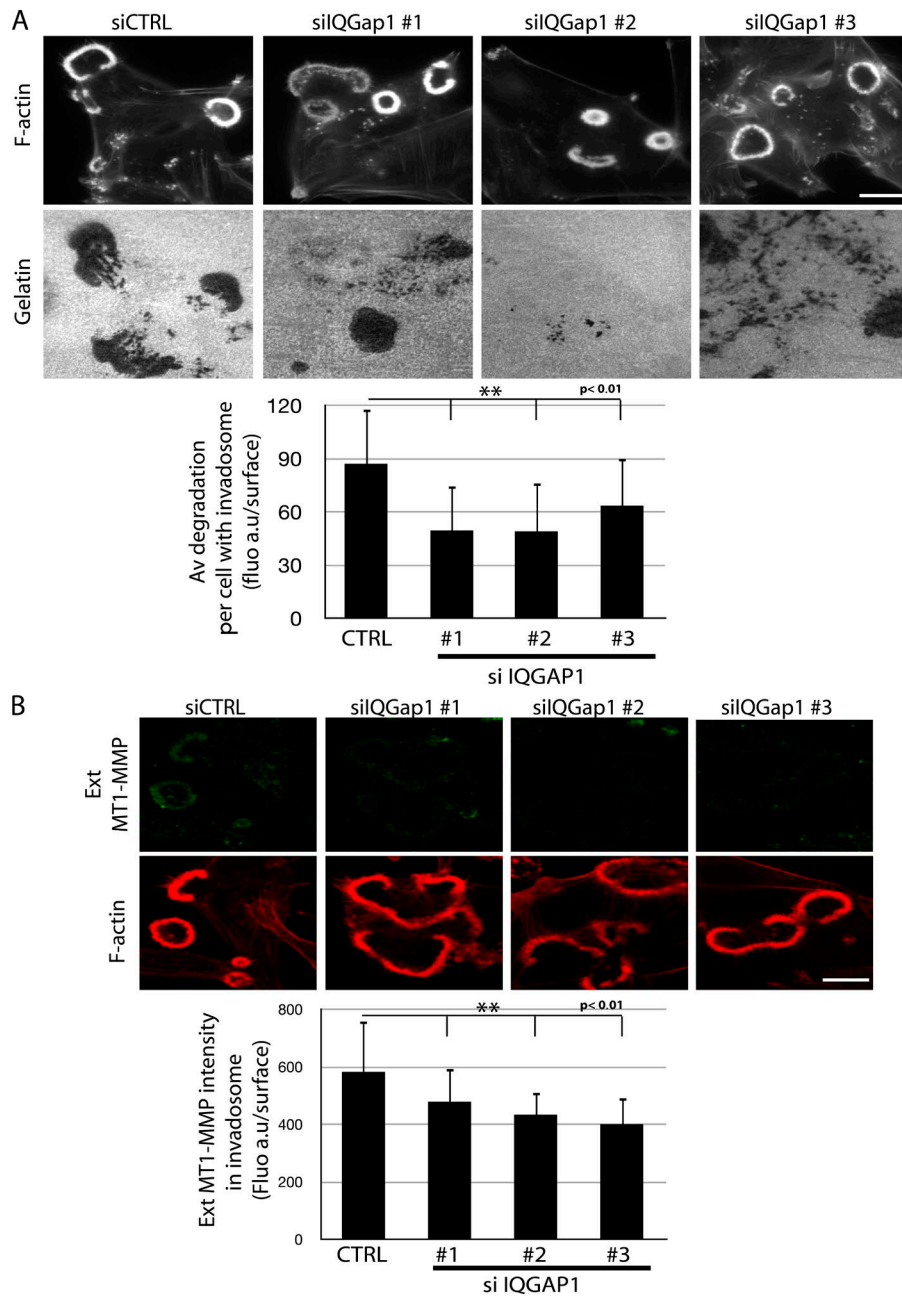 A
siCTRL siIQGap1 #1 siIQGap1 #2 siIQGap1 #3
F-actin
Gelatin
** p< 0.01
Av degradation
per cell with invadosome
(fluo a.u/surface)
120
90
60
30
0
CTRL #1 #2 #3
si IQGAP1
B
siCTRL siIQGap1 #1 siIQGap1 #2 siIQGap1 #3
Ext
MT1-MMP
F-actin
** p< 0.01
Ext MT1-MMP intensity
in invadosome
(Fluo a.u/surface)
800
600
400
200
0
CTRL #1 #2 #3
si IQGAP1